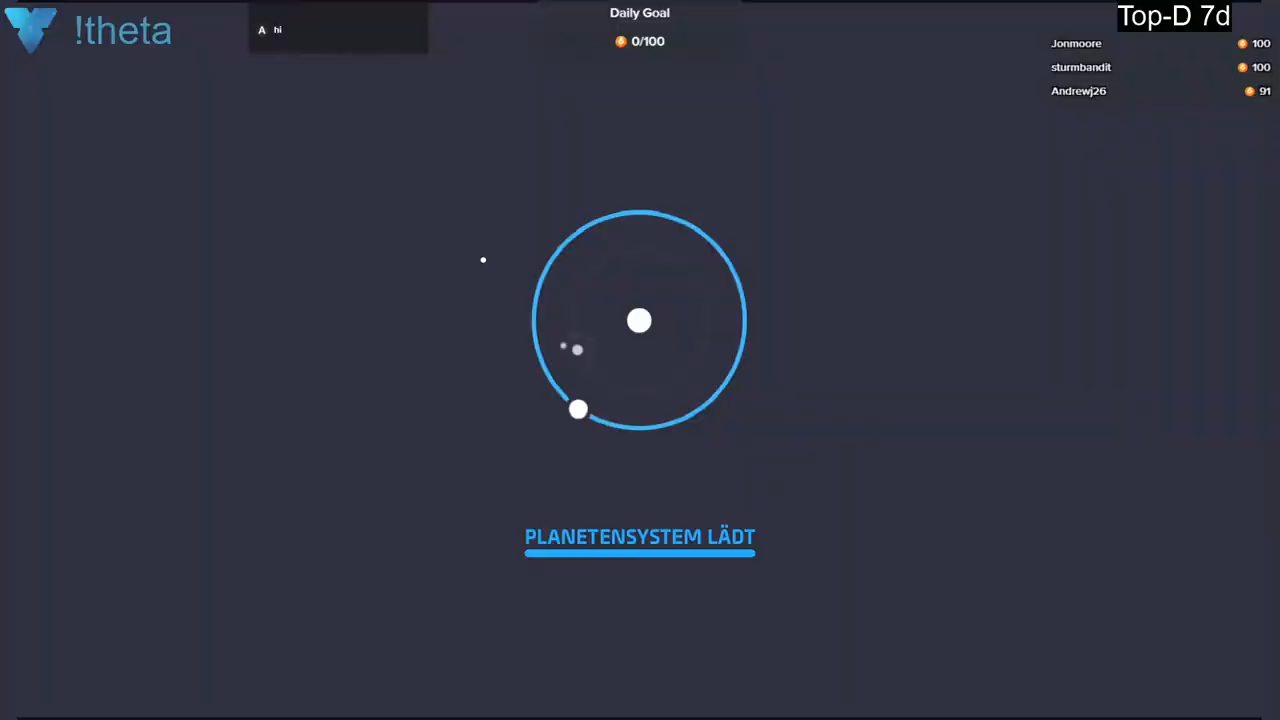 !theta
A hi
Daily Goal
0/100
Top-D 7d
Jonmoore 100
sturmbandit 100
Andrewj26 91
PLANETENSYSTEM LÄDT